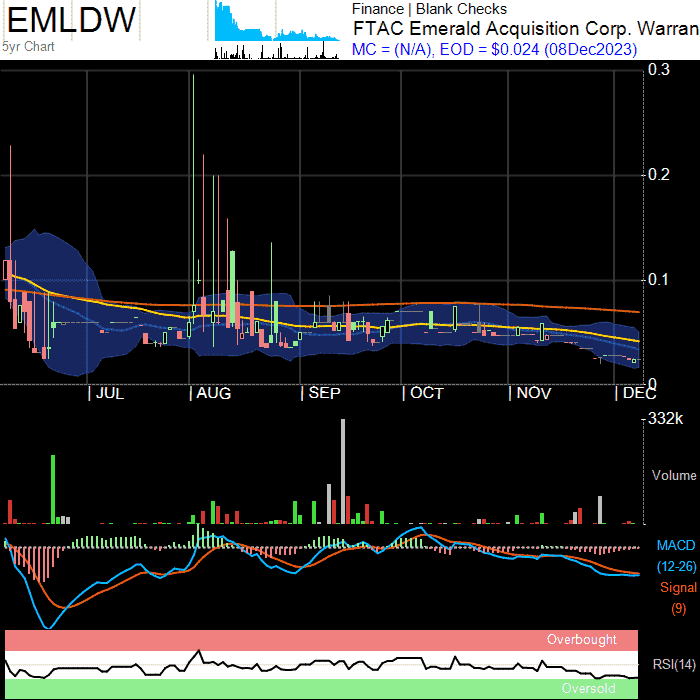 EMLDW
5yr Chart
Finance | Blank Checks
FTAC Emerald Acquisition Corp. Warran
MC = (N/A), EOD = $0.024 (08Dec2023)
0.3
0.2
0.1
0
| JUL | AUG | SEP | OCT | NOV | DEC
332k
Volume
MACD
(12-26)
Signal
(9)
Overbought
RSI(14)
Oversold